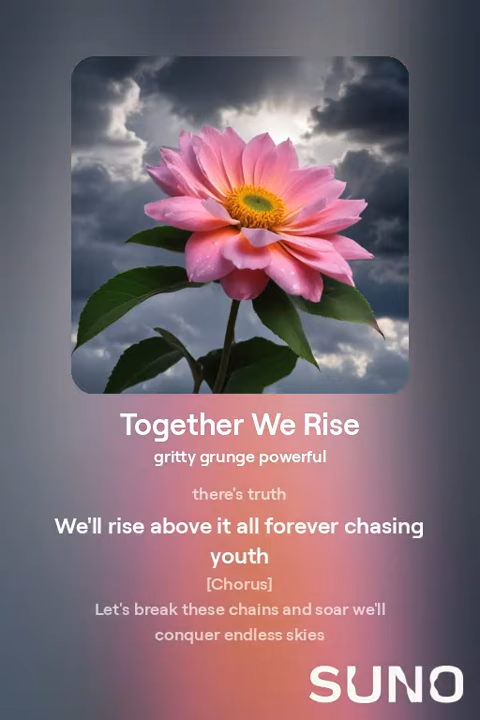 Together We Rise
gritty grunge powerful
there's truth
We'll rise above it all forever chasing
youth
[Chorus]
Let's break these chains and soar we'll
conquer endless skies
SUNO